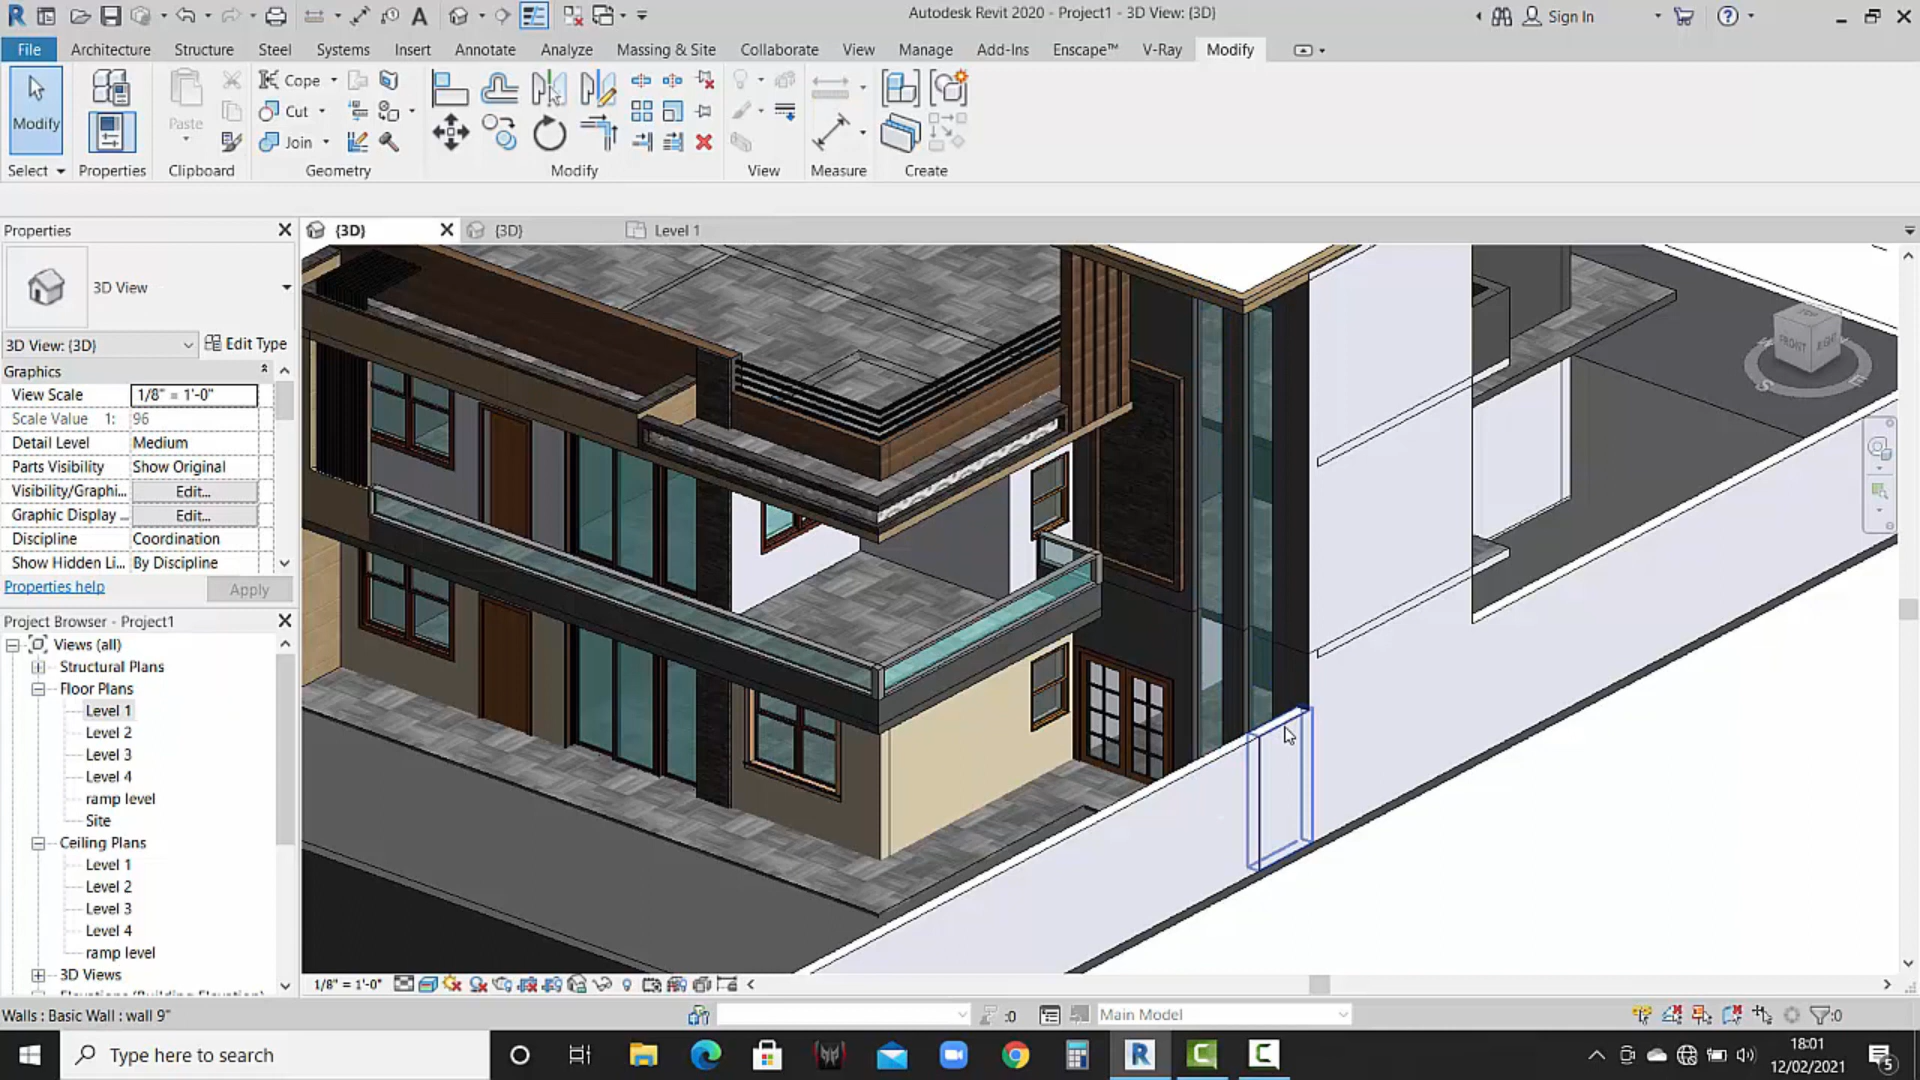 Autodesk Revit 2020 - Project1 - 3D View: {3D}
Sign In
File
Architecture
Structure
Steel
Systems
Insert
Annotate
Analyze
Massing & Site
Collaborate
View
Manage
Add-Ins
Enscape™
V-Ray
Modify
Modify
Paste
Cope
Cut
Join
Select
Properties
Clipboard
Geometry
Modify
View
Measure
Create
Properties
{3D}
{3D}
Level 1
3D View
3D View: {3D}
Edit Type
Graphics
View Scale
1/8" = 1'-0"
Scale Value 1:
96
Detail Level
Medium
Parts Visibility
Show Original
Visibility/Graphi...
Edit...
Graphic Display ...
Edit...
Discipline
Coordination
Show Hidden Li...
By Discipline
Properties help
Apply
Project Browser - Project1
Views (all)
Structural Plans
Floor Plans
Level 1
Level 2
Level 3
Level 4
ramp level
Site
Ceiling Plans
Level 1
Level 2
Level 3
Level 4
ramp level
3D Views
Elevations (Building Elevation)
TOP
FRONT
S
E
1/8" = 1'-0"
Walls : Basic Wall : wall 9"
:0
Main Model
:0
Type here to search
18:01
12/02/2021
5